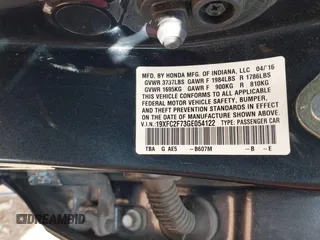 MFD. BY HONDA MFG. OF INDIANA, LLC 04/16
GVWR 3737LBS GAWR F 1984LBS R 1786LBS
GVWR 1695KG GAWR F 900KG R 810KG
THIS VEHICLE CONFORMS TO ALL APPLICABLE
FEDERAL MOTOR VEHICLE SAFETY, BUMPER,
AND THEFT PREVENTION STANDARDS IN EFFECT
ON THE DATE OF MANUFACTURE SHOWN ABOVE.
V.I.N. 19XFC2F73GE054122 TYPE: PASSENGER CAR
TBA G AE5 -B607M -B -E
DREAMBID